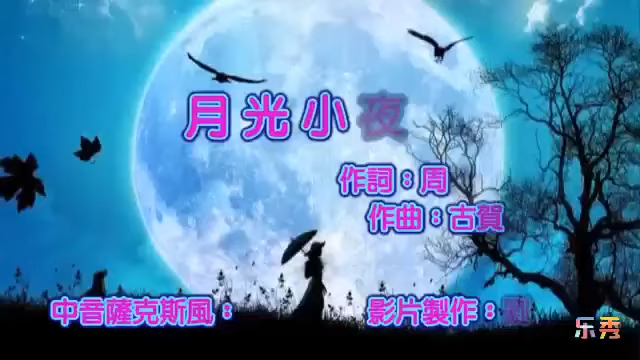 月光小夜
作詞：周
作曲：古賀
中音薩克斯風：
影片製作：
乐秀